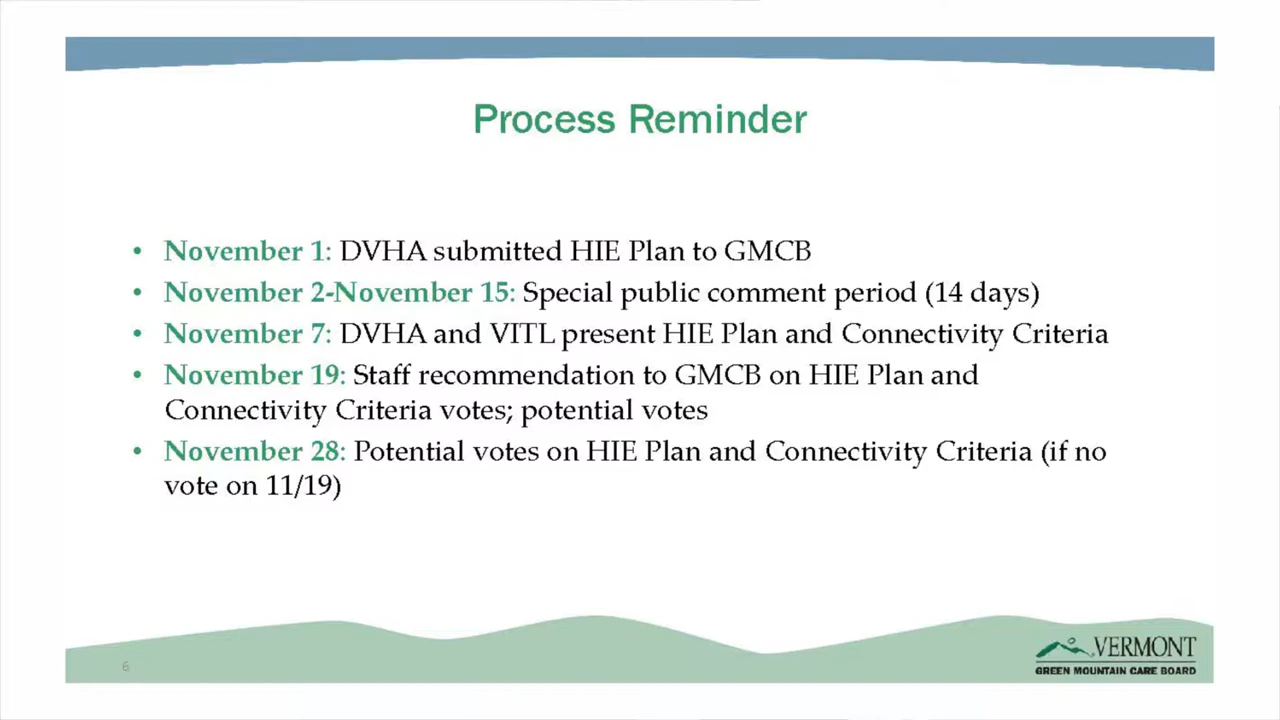 Process Reminder
• November 1: DVHA submitted HIE Plan to GMCB
• November 2-November 15: Special public comment period (14 days)
• November 7: DVHA and VITL present HIE Plan and Connectivity Criteria
• November 19: Staff recommendation to GMCB on HIE Plan and
Connectivity Criteria votes; potential votes
• November 28: Potential votes on HIE Plan and Connectivity Criteria (if no
vote on 11/19)
6
VERMONT
GREEN MOUNTAIN CARE BOARD